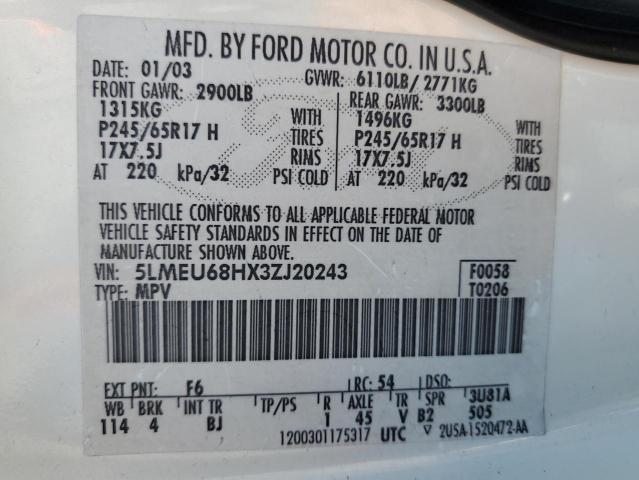 MFD. BY FORD MOTOR CO. IN U.S.A.
DATE: 01/03 GVWR: 6110LB/ 2771KG
FRONT GAWR: 2900LB REAR GAWR: 3300LB
1315KG WITH 1496KG WITH
P245/65R17 H TIRES P245/65R17 H TIRES
17X7.5J RIMS 17X7.5J RIMS
AT 220 kPa/32 PSI COLD AT 220 kPa/32 PSI COLD
THIS VEHICLE CONFORMS TO ALL APPLICABLE FEDERAL MOTOR
VEHICLE SAFETY STANDARDS IN EFFECT ON THE DATE OF
MANUFACTURE SHOWN ABOVE.
VIN: 5LMEU68HX3ZJ20243 F0058
TYPE: MPV T0206
EXT PNT: F6 RC: 54 DSO:
WB BRK INT TR TP/PS R AXLE TR SPR 3U81A
114 4 BJ 1 45 V B2 505
1200301175317 UTC ▽ 2USA-1520472-AA